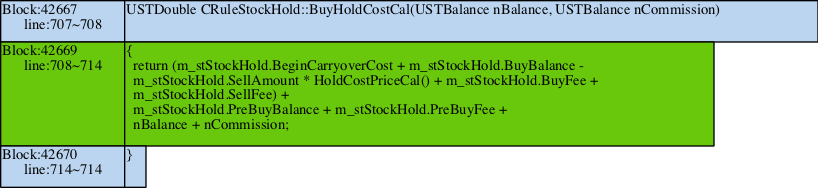 Block:42667 USTDouble CRuleStockHold::BuyHoldCostCal(USTBalance nBalance, USTBalance nCommission)
line:707~708
Block:42669 {
line:708~714 return (m_stStockHold.BeginCarryoverCost + m_stStockHold.BuyBalance -
m_stStockHold.SellAmount * HoldCostPriceCal() + m_stStockHold.BuyFee +
m_stStockHold.SellFee) +
m_stStockHold.PreBuyBalance + m_stStockHold.PreBuyFee +
nBalance + nCommission;
Block:42670 }
line:714~714